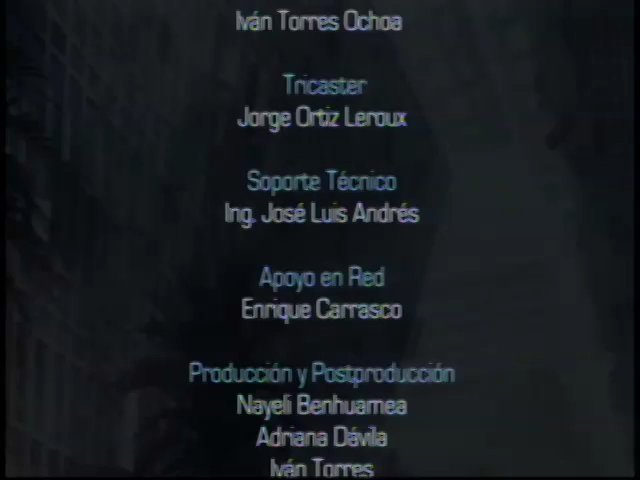 Iván Torres Ochoa
Tricaster
Jorge Ortiz Leroux
Soporte Técnico
Ing. José Luis Andrés
Apoyo en Red
Enrique Carrasco
Producción y Postproducción
Nayeli Benhumea
Adriana Dávila
Iván Torres